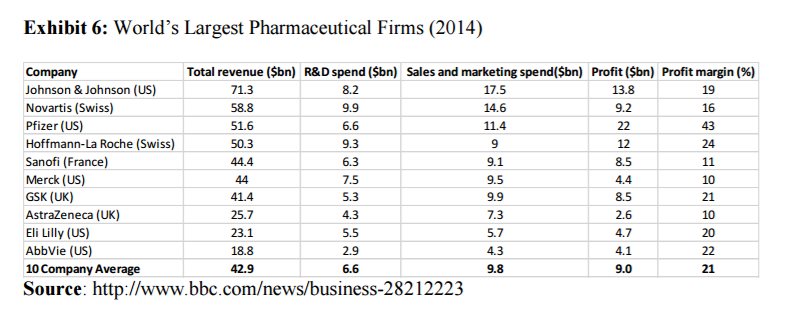 Exhibit 6: World's Largest Pharmaceutical Firms (2014)
Company Total revenue ($bn) R&D spend ($bn) Sales and marketing spend($bn) Profit ($bn) Profit margin (%)
Johnson & Johnson (US) 71.3 8.2 17.5 13.8 19
Novartis (Swiss) 58.8 9.9 14.6 9.2 16
Pfizer (US) 51.6 6.6 11.4 22 43
Hoffmann-La Roche (Swiss) 50.3 9.3 9 12 24
Sanofi (France) 44.4 6.3 9.1 8.5 11
Merck (US) 44 7.5 9.5 4.4 10
GSK (UK) 41.4 5.3 9.9 8.5 21
AstraZeneca (UK) 25.7 4.3 7.3 2.6 10
Eli Lilly (US) 23.1 5.5 5.7 4.7 20
AbbVie (US) 18.8 2.9 4.3 4.1 22
10 Company Average 42.9 6.6 9.8 9.0 21
Source: http://www.bbc.com/news/business-28212223